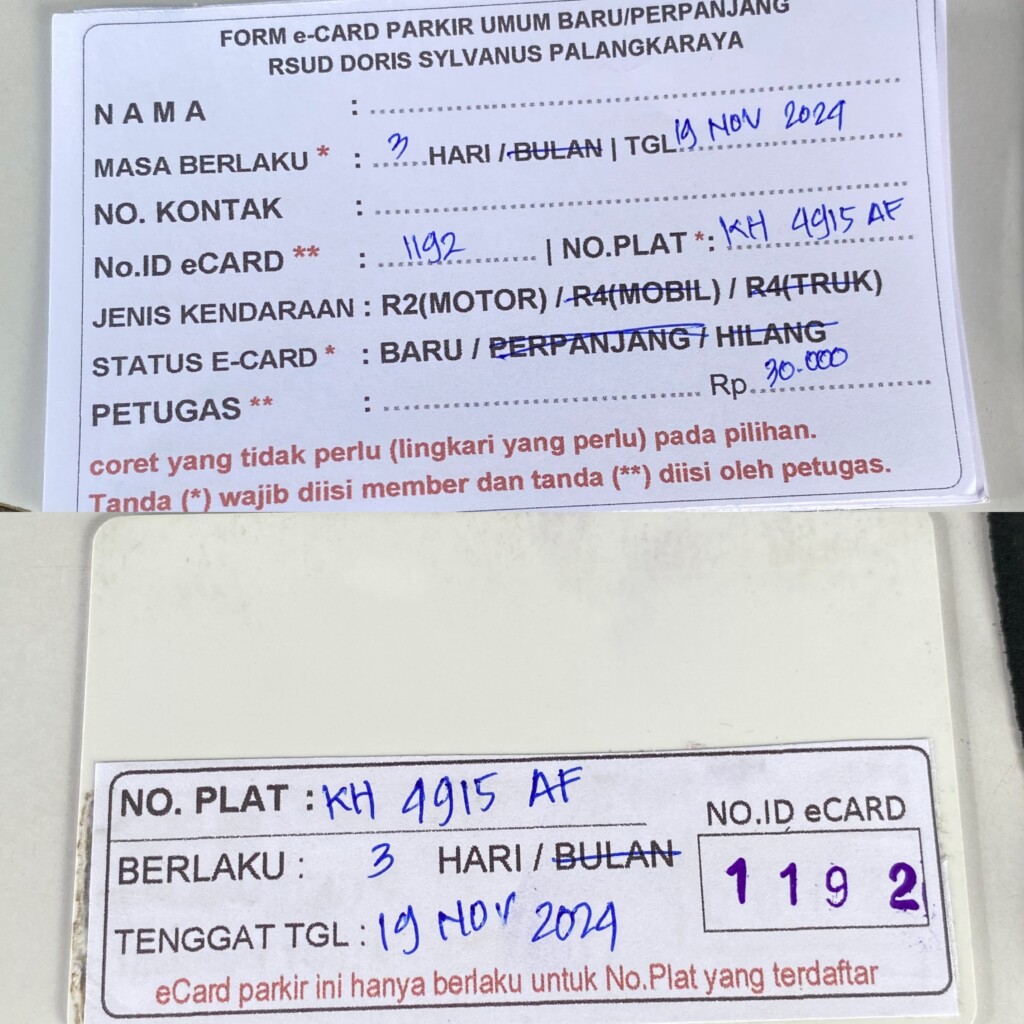 FORM e-CARD PARKIR UMUM BARU/PERPANJANG
RSUD DORIS SYLVANUS PALANGKARAYA
N A M A : ........................
MASA BERLAKU * : 3 HARI / BULAN | TGL. 19 NOV 2024
NO. KONTAK : ........................
No.ID eCARD ** : 1192 | NO.PLAT *: KH 4915 AF
JENIS KENDARAAN : R2(MOTOR) / R4(MOBIL) / R4(TRUK)
STATUS E-CARD * : BARU / PERPANJANG / HILANG
PETUGAS ** : ........................ Rp. 30.000
coret yang tidak perlu (lingkari yang perlu) pada pilihan.
Tanda (*) wajib diisi member dan tanda (**) diisi oleh petugas.
NO. PLAT : KH 4915 AF
BERLAKU : 3 HARI / BULAN
TENGGAT TGL : 19 NOV 2024
NO.ID eCARD
1192
eCard parkir ini hanya berlaku untuk No.Plat yang terdaftar